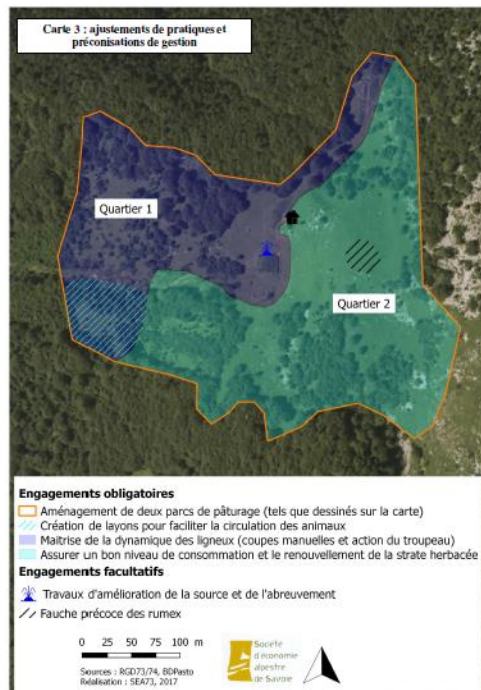 Carte 3 : ajustements de pratiques et
préconisations de gestion
Quartier 1
Quartier 2
Engagements obligatoires
Aménagement de deux parcs de pâturage (tels que dessinés sur la carte)
Création de layons pour faciliter la circulation des animaux
Maitrise de la dynamique des ligneux (coupes manuelles et action du troupeau)
Assurer un bon niveau de consommation et le renouvellement de la strate herbacée
Engagements facultatifs
Travaux d'amélioration de la source et de l'abreuvement
Fauche précoce des rumex
0 25 50 75 100 m
Sources : RGD73/74, BDPasto
Réalisation : SEA73, 2017
Société
d'économie
alpestre
de Savoie